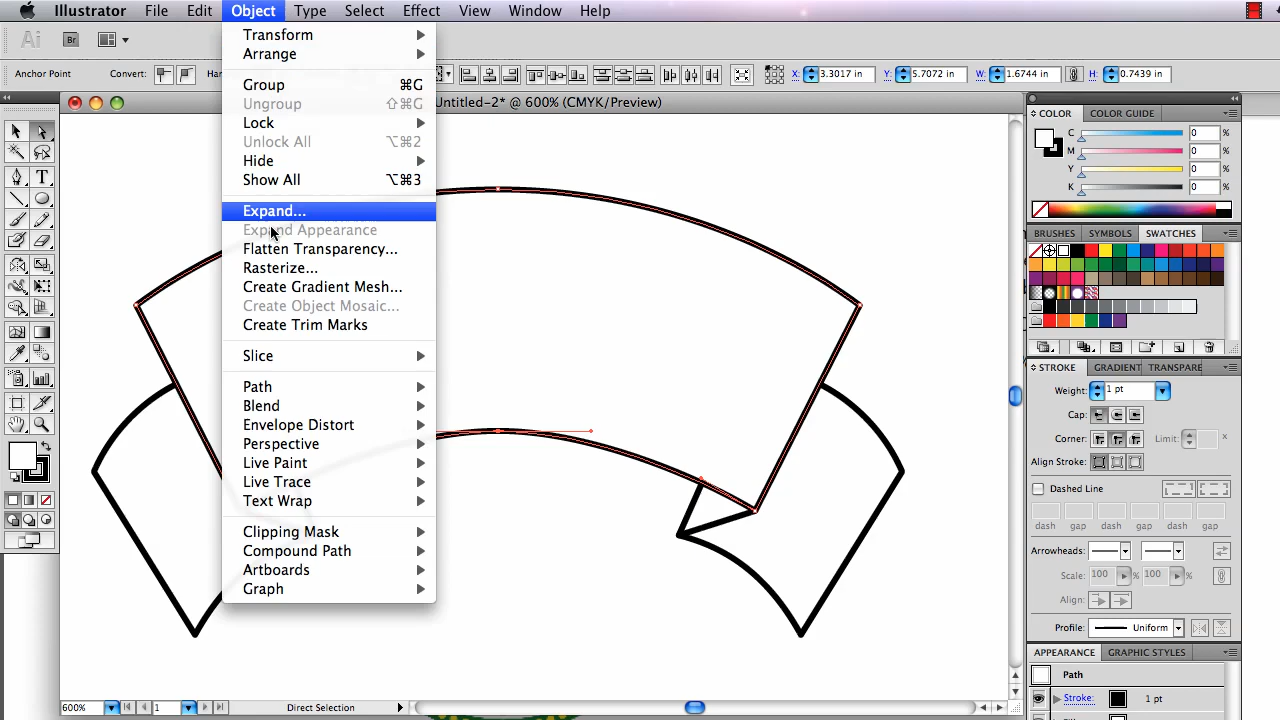 Illustrator File Edit Object Type Select Effect View Window Help
Ai Br
Anchor Point Convert: X: 3.3017 in Y: 5.7072 in W: 1.6744 in H: 0.7439 in
Untitled-2* @ 600% (CMYK/Preview)
Transform
Arrange
Group ⌘G
Ungroup ⇧⌘G
Lock
Unlock All ⌥⌘2
Hide
Show All ⌥⌘3
Expand...
Expand Appearance
Flatten Transparency...
Rasterize...
Create Gradient Mesh...
Create Object Mosaic...
Create Trim Marks
Slice
Path
Blend
Envelope Distort
Perspective
Live Paint
Live Trace
Text Wrap
Clipping Mask
Compound Path
Artboards
Graph
COLOR COLOR GUIDE
C 0 %
M 0 %
Y 0 %
K 0 %
BRUSHES SYMBOLS SWATCHES
STROKE GRADIENT TRANSPARE
Weight: 1 pt
Cap:
Corner: Limit: x
Align Stroke:
Dashed Line
dash gap dash gap dash gap
Arrowheads:
Scale: 100 % 100 %
Align:
Profile: Uniform
APPEARANCE GRAPHIC STYLES
Path
Stroke: 1 pt
600% 1 Direct Selection